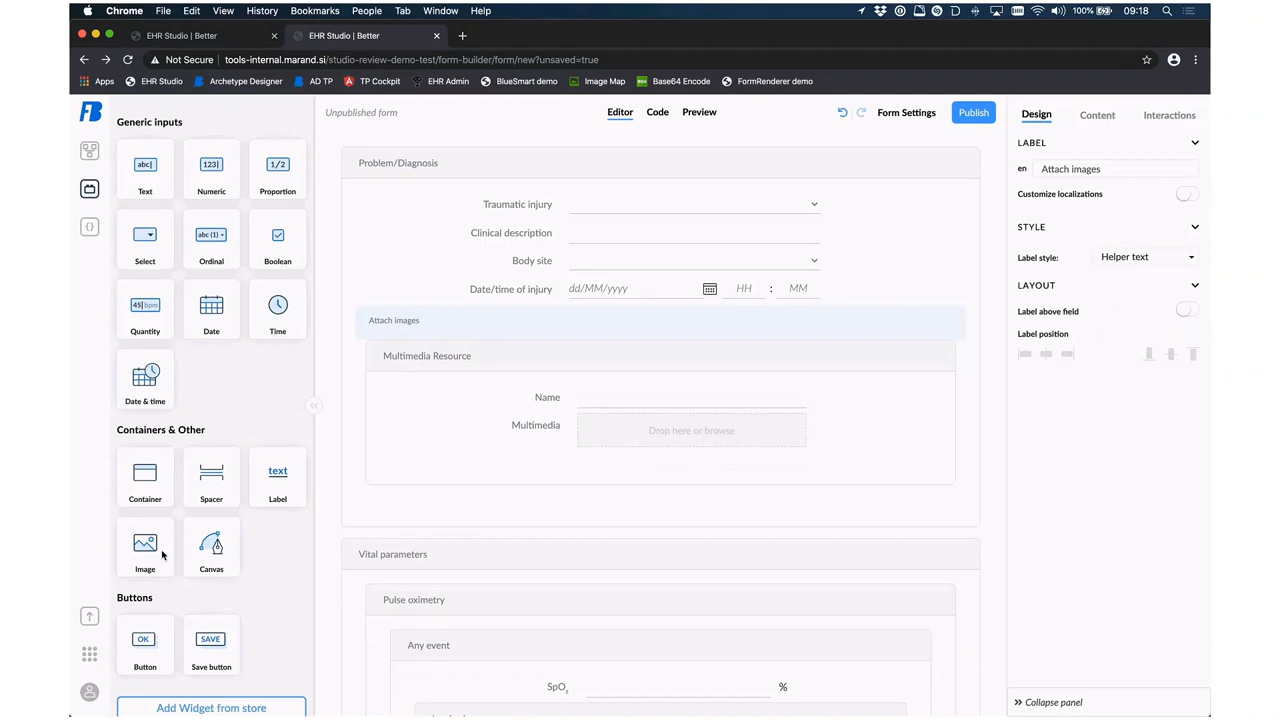 Chrome File Edit View History Bookmarks People Tab Window Help 100% 09:18
EHR Studio | Better
EHR Studio | Better
Not Secure tools-internal.marand.si/studio-review-demo-test/form-builder/form/new?unsaved=true
Apps EHR Studio Archetype Designer AD TP TP Cockpit EHR Admin BlueSmart demo Image Map Base64 Encode FormRenderer demo
Unpublished form
Editor Code Preview
Form Settings
Publish
Generic inputs
abc| 123| 1/2
Text Numeric Proportion
abc (1)
Select Ordinal Boolean
45| bpm
Quantity Date Time
Date & time
Containers & Other
text
Container Spacer Label
Image Canvas
Buttons
OK SAVE
Button Save button
Add Widget from store
Problem/Diagnosis
Traumatic injury
Clinical description
Body site
Date/time of injury dd/MM/yyyy HH : MM
Attach images
Multimedia Resource
Name
Multimedia Drop here or browse
Vital parameters
Pulse oximetry
Any event
SpO₂ %
Design Content Interactions
LABEL
en Attach images
Customize localizations
STYLE
Label style: Helper text
LAYOUT
Label above field
Label position
Collapse panel